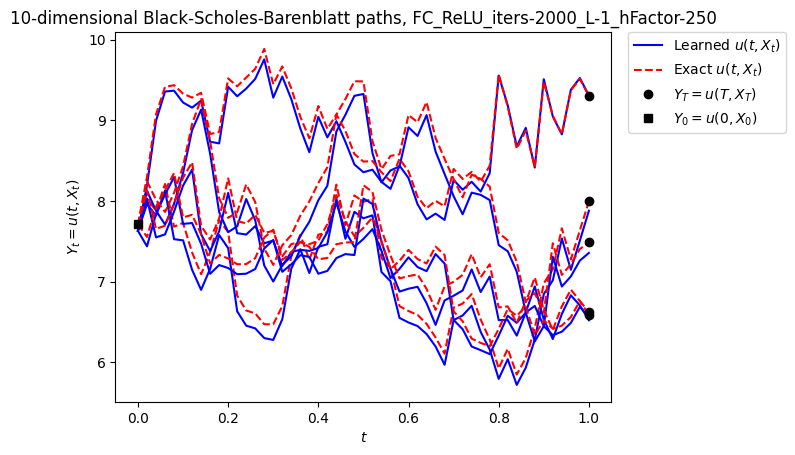 10-dimensional Black-Scholes-Barenblatt paths, FC_ReLU_iters-2000_L-1_hFactor-250
Learned u(t, X_t)
Exact u(t, X_t)
Y_T = u(T, X_T)
Y_0 = u(0, X_0)
Y_t = u(t, X_t)
10
9
8
7
6
0.0 0.2 0.4 0.6 0.8 1.0
t